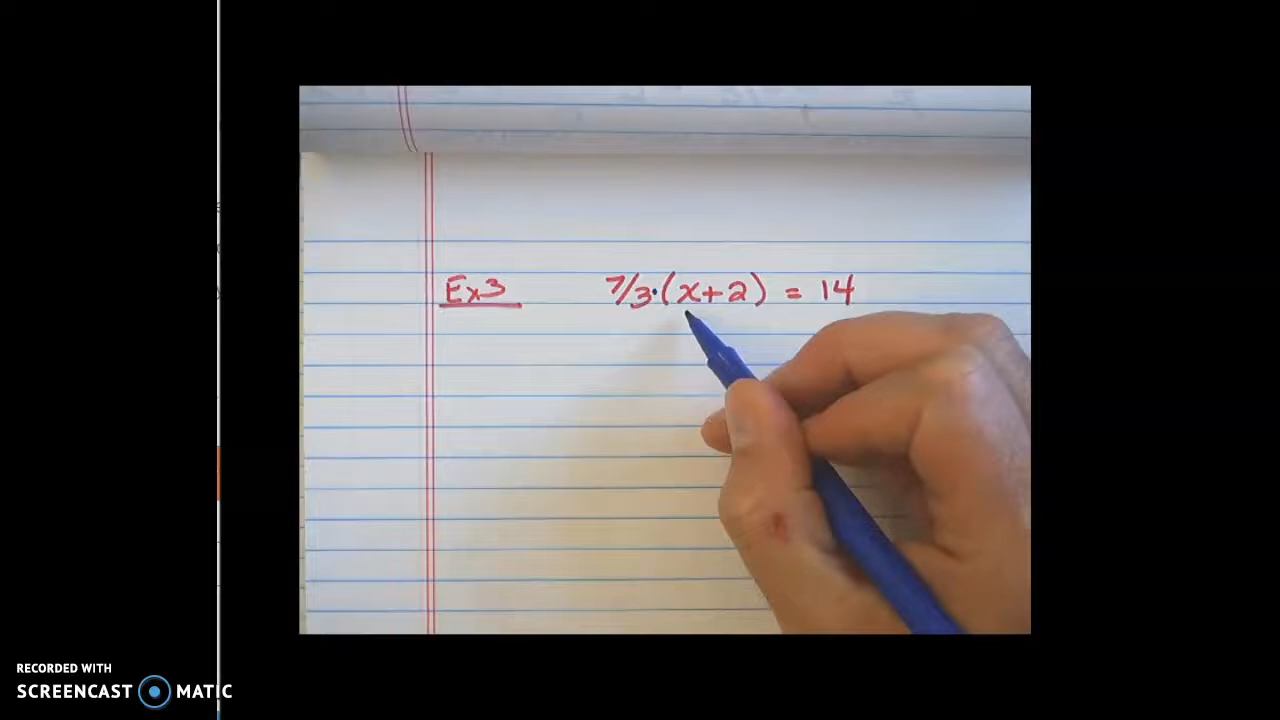 Ex3 7/3·(x+2) = 14
RECORDED WITH
SCREENCAST MATIC